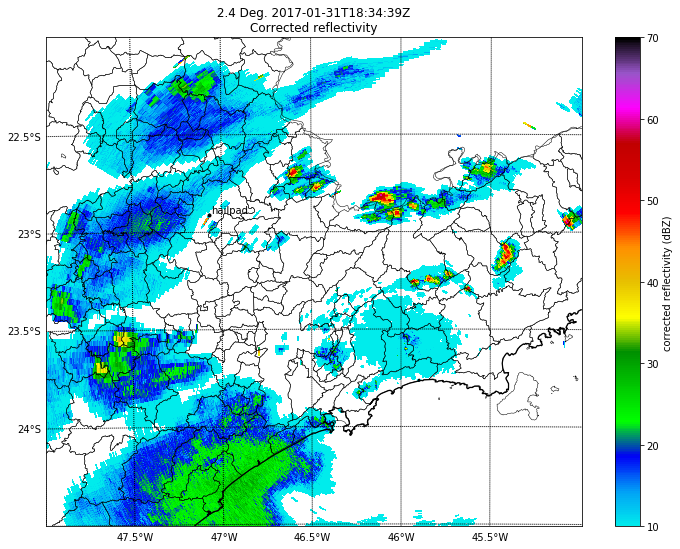 2.4 Deg. 2017-01-31T18:34:39Z
Corrected reflectivity
22.5°S
23°S
23.5°S
24°S
47.5°W
47°W
46.5°W
46°W
45.5°W
hailpad
70
60
50
40
30
20
10
corrected reflectivity (dBZ)